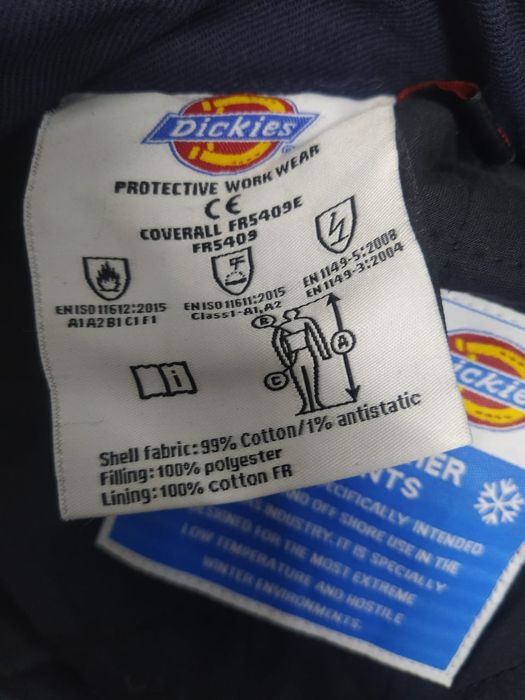 Dickies
PROTECTIVE WORK WEAR
CE
COVERALL FR5409E
FR5409
EN ISO 11612:2015
A1 A2 B1 C1 F1
EN ISO 11611:2015
Class1-A1,A2
EN 1149-5:2008
EN 1149-3:2004
B
A
C
i
Shell fabric:99% Cotton/1% antistatic
Filling:100% polyester
Lining:100% cotton FR
Dickies
CIFICALLY INTENDED
AND OFF SHORE USE IN THE
INDUSTRY. IT IS SPECIALLY
DESIGNED FOR THE MOST EXTREME
LOW TEMPERATURE AND HOSTILE
WINTER ENVIRONMENTS.